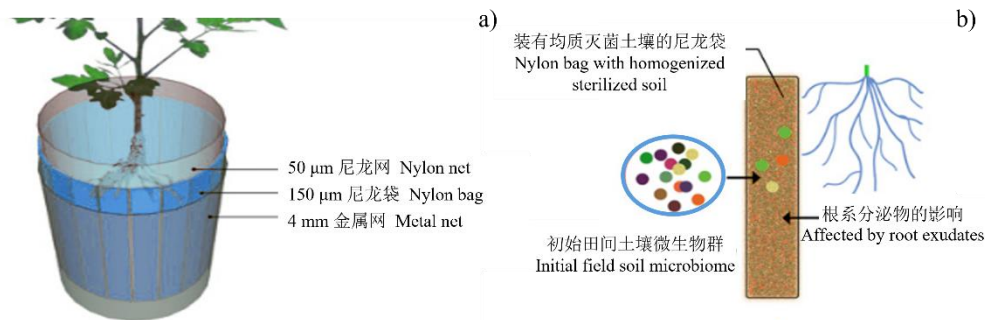 a)
50 μm 尼龙网 Nylon net
150 μm 尼龙袋 Nylon bag
4 mm 金属网 Metal net
b)
装有均质灭菌土壤的尼龙袋
Nylon bag with homogenized
sterilized soil
初始田间土壤微生物群
Initial field soil microbiome
根系分泌物的影响
Affected by root exudates